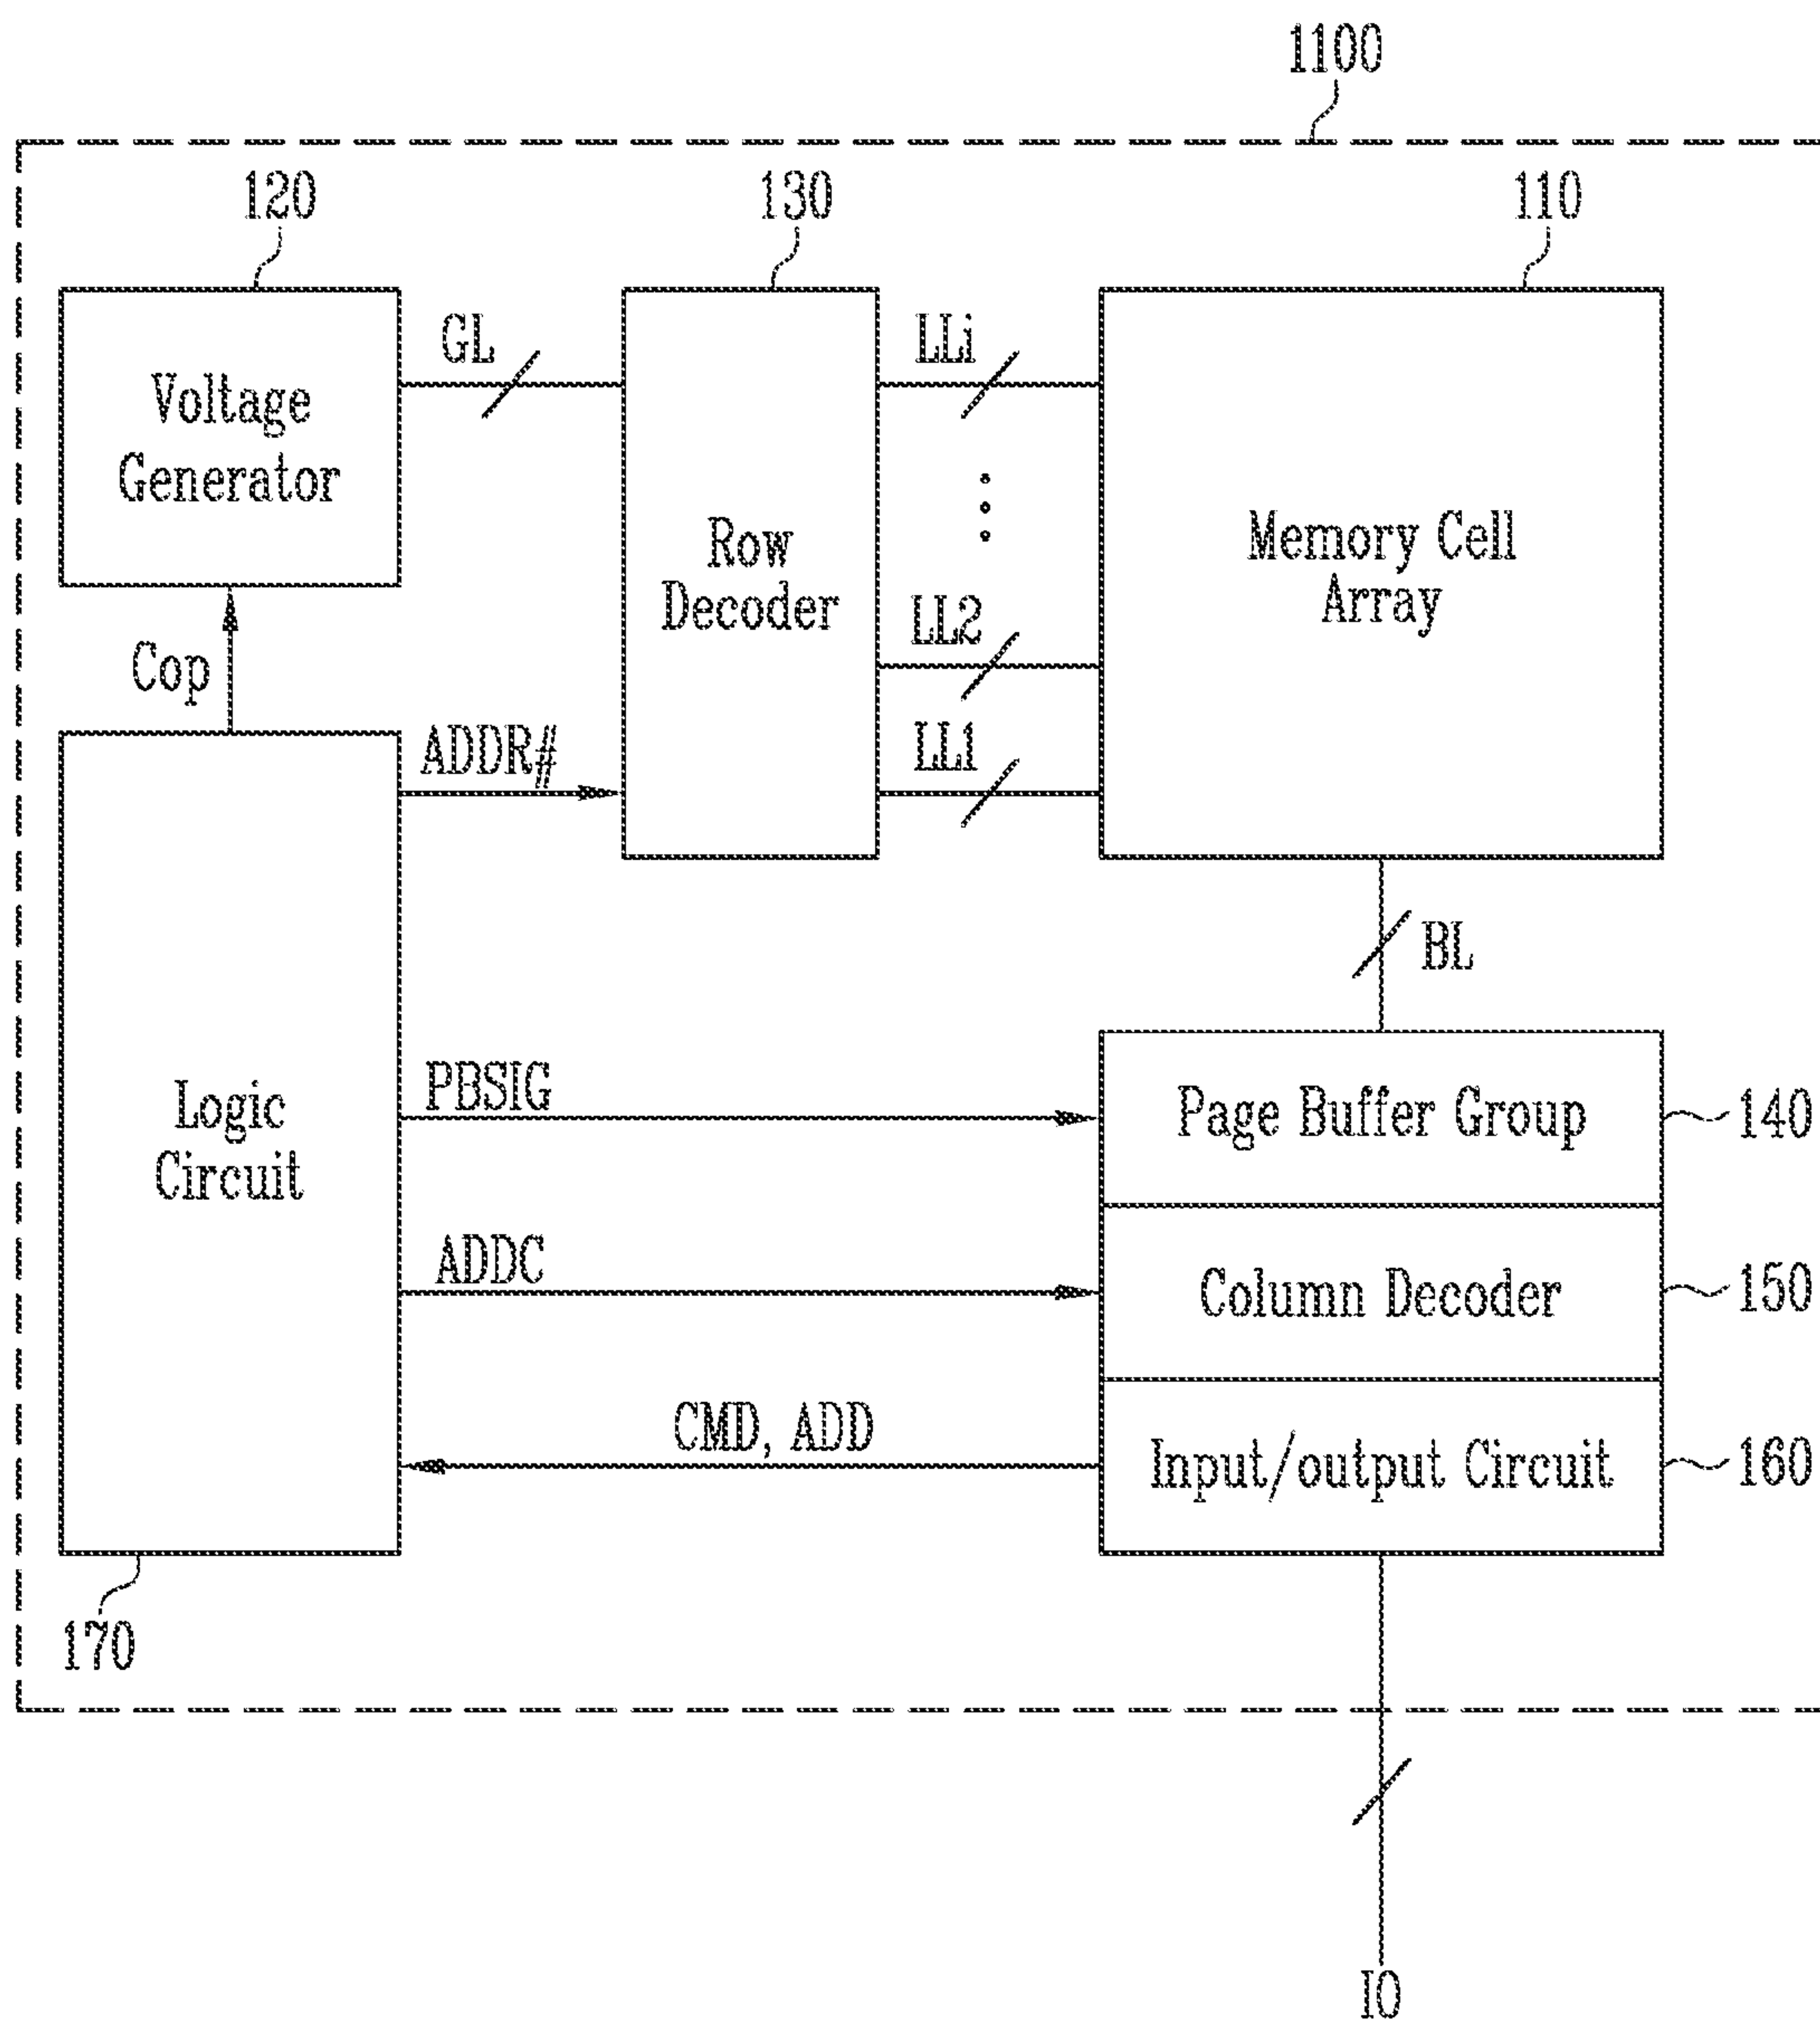 1100
120
130
110
GL
LLi
Voltage
Generator
Row
Decoder
Memory Cell
Array
LL2
Cop
ADDR#
LL1
BL
Logic
Circuit
PBSIG
Page Buffer Group
140
ADDC
Column Decoder
150
CMD, ADD
Input/output Circuit
160
170
IO